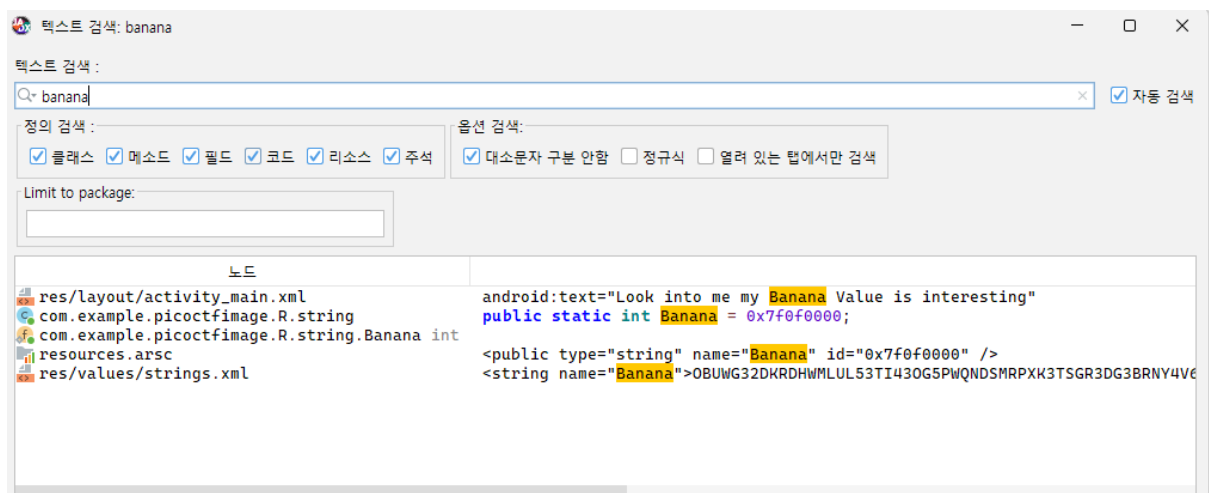 텍스트 검색: banana
텍스트 검색 :
banana
자동 검색
정의 검색 :
옵션 검색:
클래스 메소드 필드 코드 리소스 주석
대소문자 구분 안함 정규식 열려 있는 탭에서만 검색
Limit to package:
노드
res/layout/activity_main.xml android:text="Look into me my Banana Value is interesting"
com.example.picoctfimage.R.string public static int Banana = 0x7f0f0000;
com.example.picoctfimage.R.string.Banana int
resources.arsc <public type="string" name="Banana" id="0x7f0f0000" />
res/values/strings.xml <string name="Banana">OBUWG32DKRDHWMLUL53TI43OG5PWQNDSMRPXK3TSGR3DG3BRNY4V6